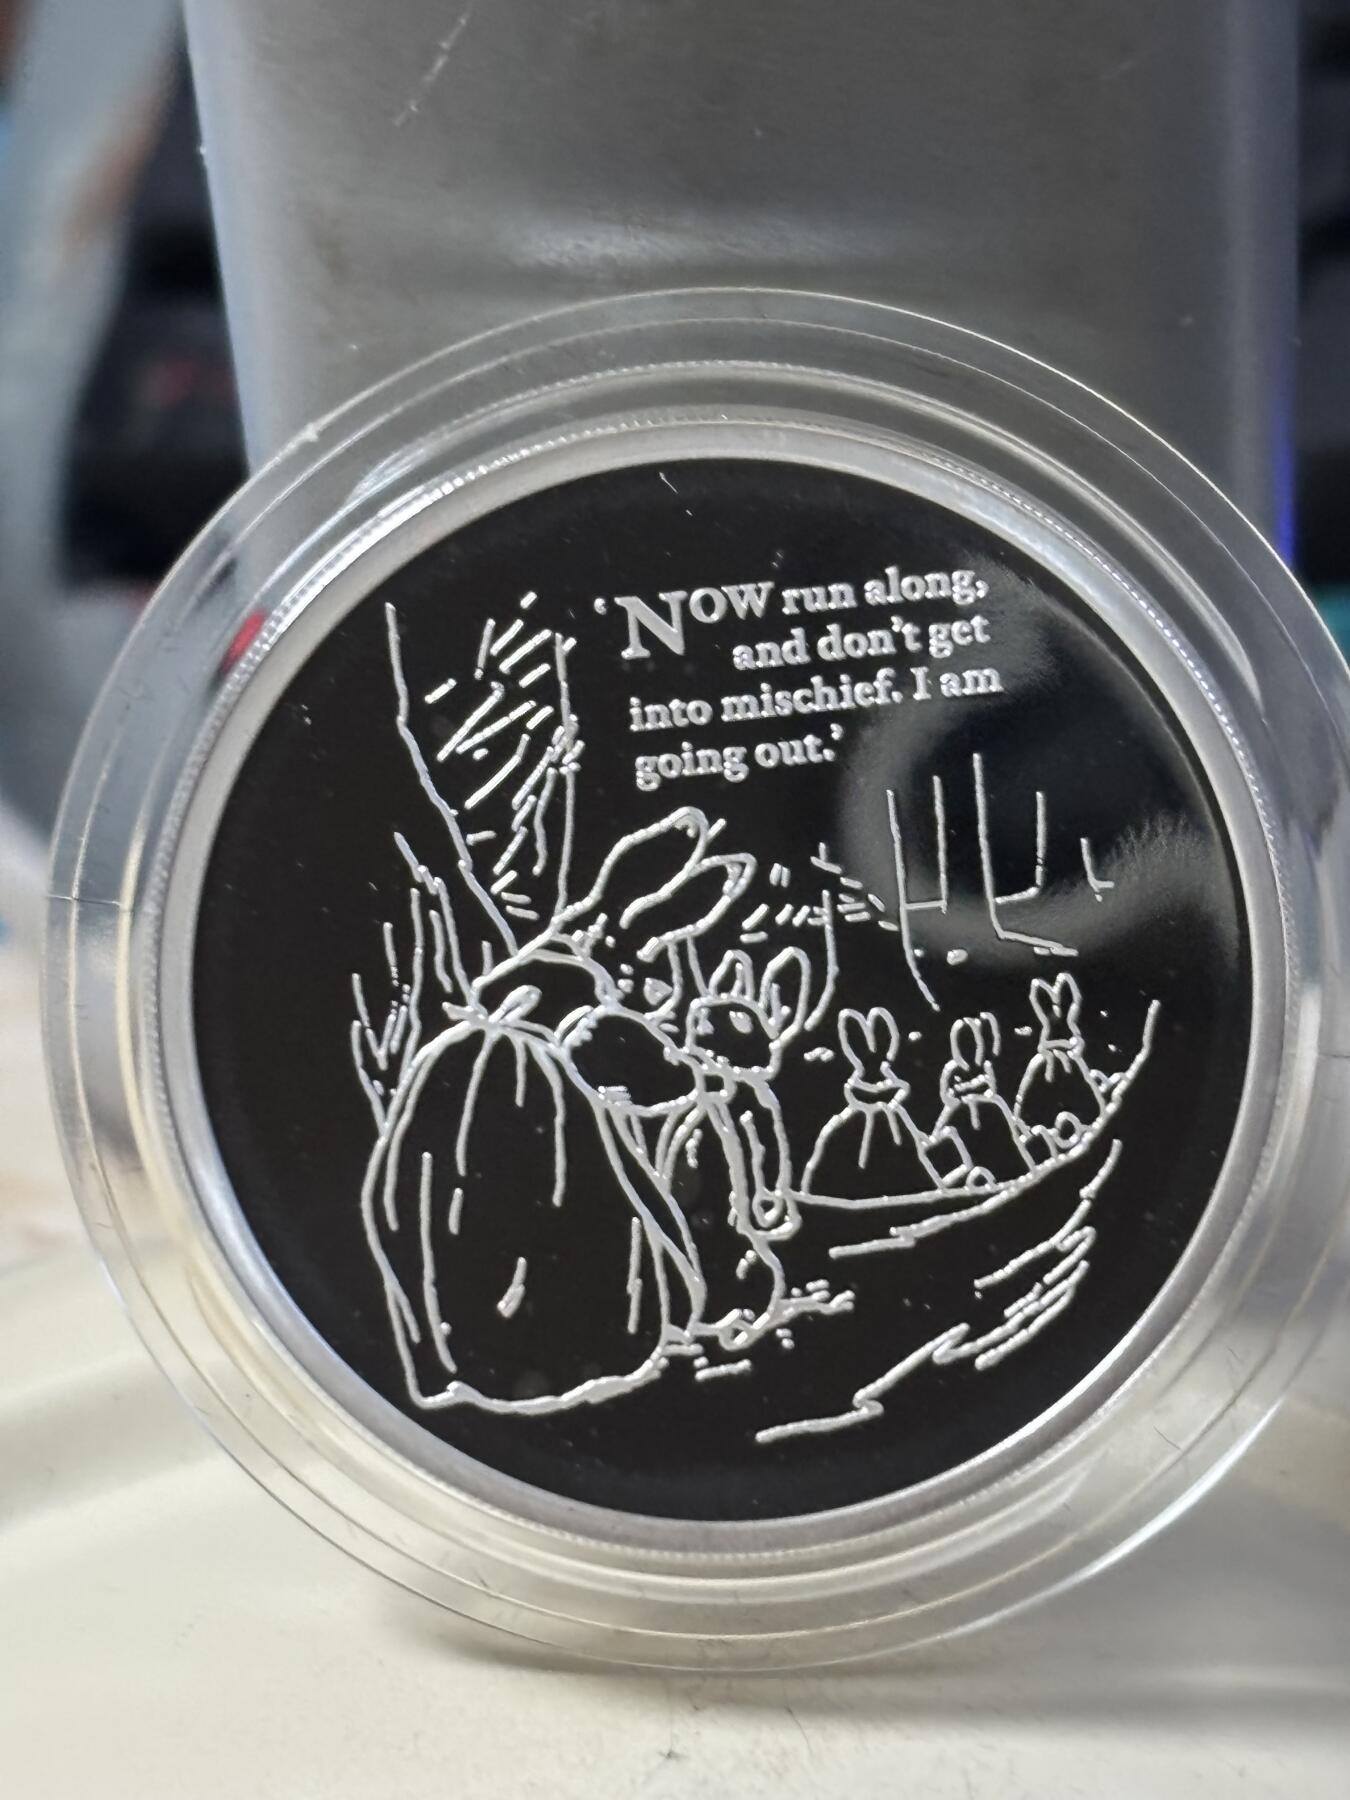 ‘NOW run along,
and don’t get
into mischief. I am
going out.’